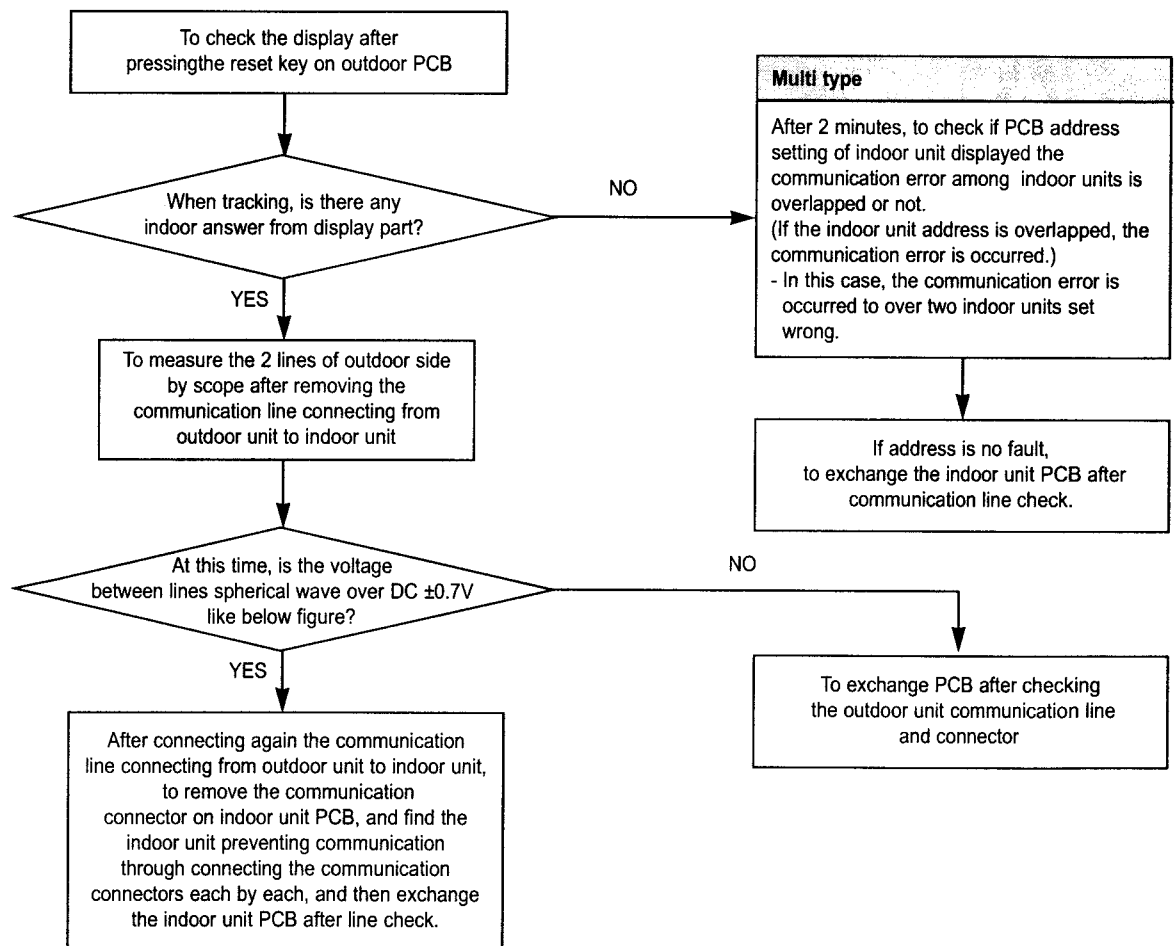 To check the display after
pressingthe reset key on outdoor PCB
When tracking, is there any
indoor answer from display part?
NO
YES
Multi type
After 2 minutes, to check if PCB address
setting of indoor unit displayed the
communication error among indoor units is
overlapped or not.
(If the indoor unit address is overlapped, the
communication error is occurred.)
- In this case, the communication error is
occurred to over two indoor units set
wrong.
If address is no fault,
to exchange the indoor unit PCB after
communication line check.
To measure the 2 lines of outdoor side
by scope after removing the
communication line connecting from
outdoor unit to indoor unit
At this time, is the voltage
between lines spherical wave over DC ±0.7V
like below figure?
NO
YES
To exchange PCB after checking
the outdoor unit communication line
and connector
After connecting again the communication
line connecting from outdoor unit to indoor unit,
to remove the communication
connector on indoor unit PCB, and find the
indoor unit preventing communication
through connecting the communication
connectors each by each, and then exchange
the indoor unit PCB after line check.